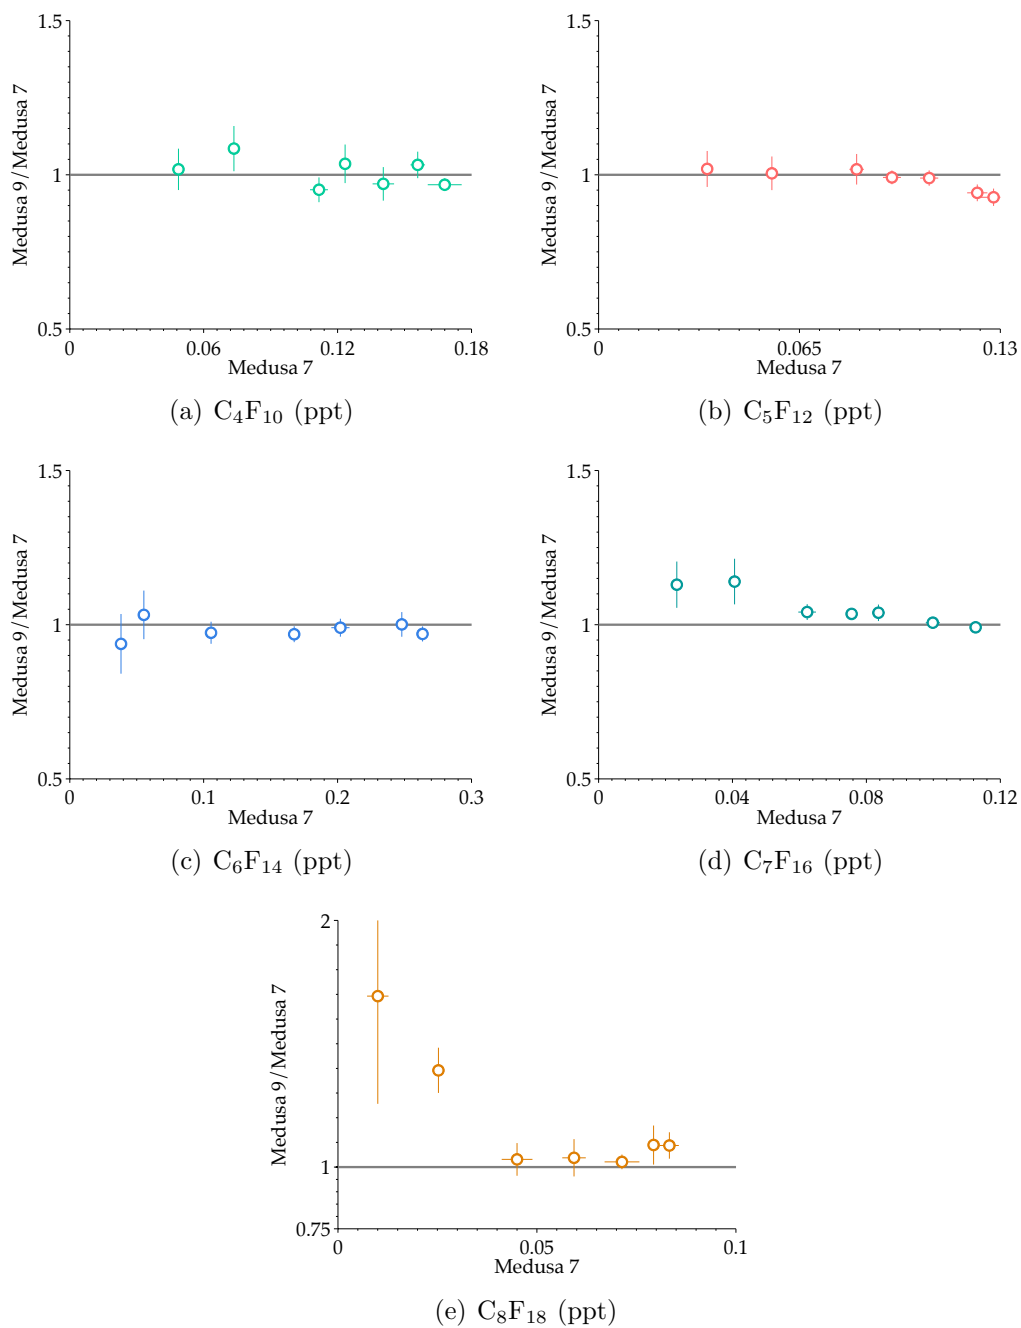 1.5
1
0.5
Medusa 9 / Medusa 7
0
0.06
0.12
0.18
Medusa 7
(a) C₄F₁₀ (ppt)
1.5
1
0.5
Medusa 9 / Medusa 7
0
0.065
0.13
Medusa 7
(b) C₅F₁₂ (ppt)
1.5
1
0.5
Medusa 9 / Medusa 7
0
0.1
0.2
0.3
Medusa 7
(c) C₆F₁₄ (ppt)
1.5
1
0.5
Medusa 9 / Medusa 7
0
0.04
0.08
0.12
Medusa 7
(d) C₇F₁₆ (ppt)
2
1
0.75
Medusa 9 / Medusa 7
0
0.05
0.1
Medusa 7
(e) C₈F₁₈ (ppt)